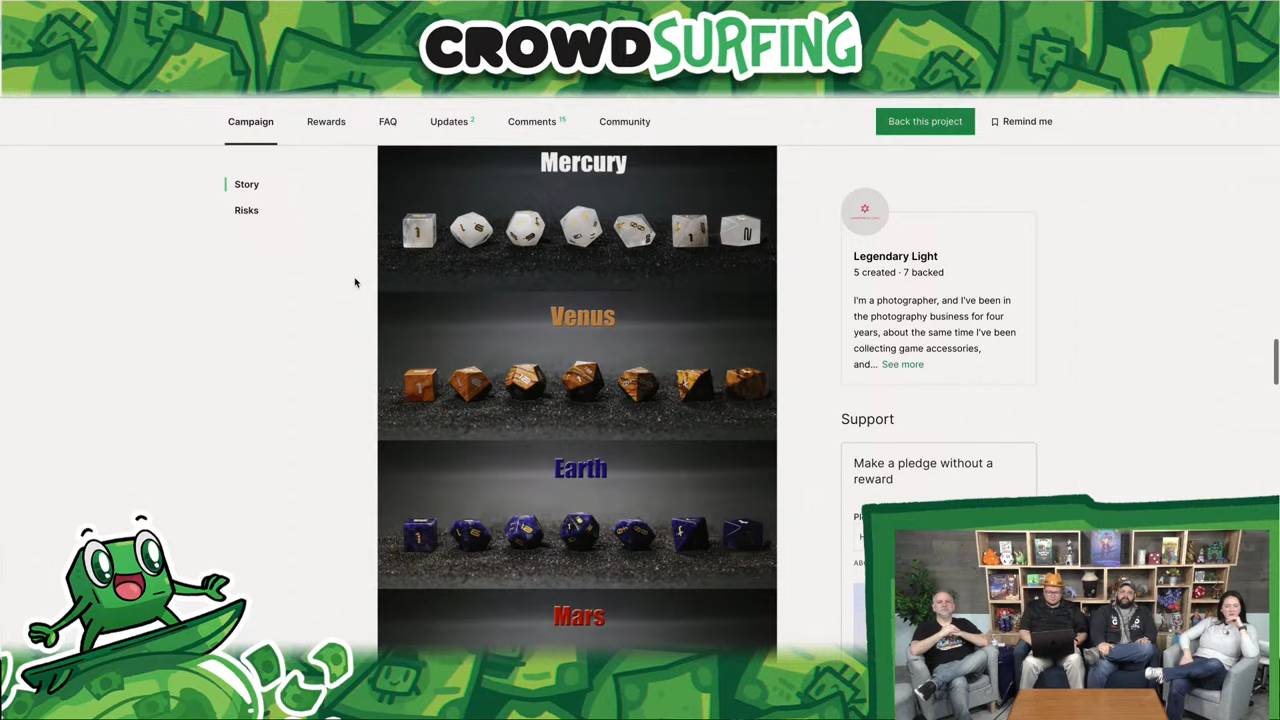 CROWDSURFING
Campaign
Rewards
FAQ
Updates 2
Comments 15
Community
Back this project
Remind me
Story
Risks
Mercury
Venus
Earth
Mars
Legendary Light
5 created · 7 backed
I'm a photographer, and I've been in
the photography business for four
years, about the same time I've been
collecting game accessories,
and... See more
Support
Make a pledge without a
reward